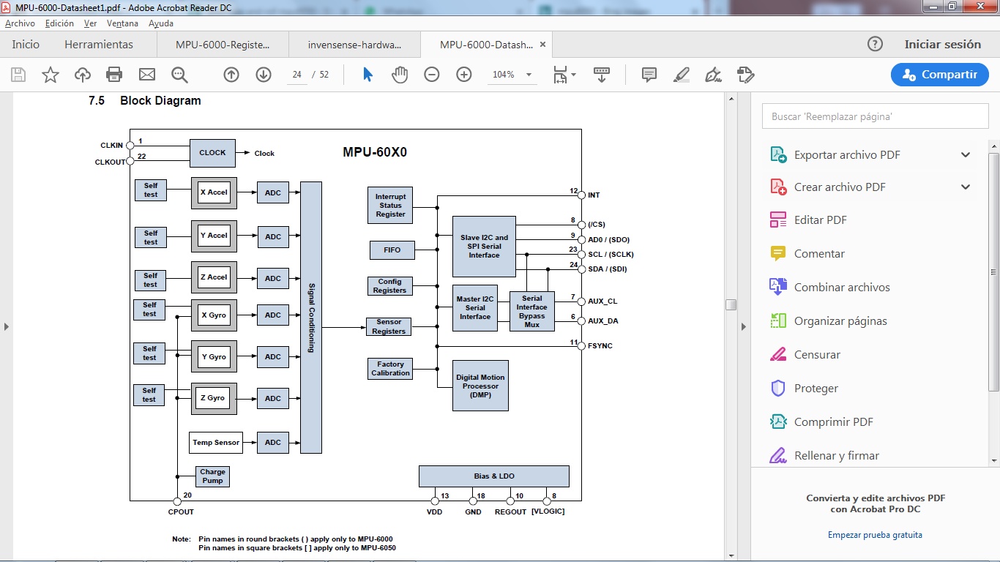 MPU-6000-Datasheet1.pdf - Adobe Acrobat Reader DC
Archivo Edición Ver Ventana Ayuda
Inicio Herramientas MPU-6000-Registe... invensense-hardwa... MPU-6000-Datash... ×
? Iniciar sesión
24 / 52
104%
Compartir
7.5 Block Diagram
MPU-60X0
CLKIN 1
CLKOUT 22
CLOCK
Clock
Self
test
X Accel
ADC
Self
test
Y Accel
ADC
Self
test
Z Accel
ADC
Self
test
X Gyro
ADC
Self
test
Y Gyro
ADC
Self
test
Z Gyro
ADC
Temp Sensor
ADC
Charge
Pump
20
CPOUT
Signal Conditioning
Interrupt
Status
Register
FIFO
Config
Registers
Sensor
Registers
Factory
Calibration
Slave I2C and
SPI Serial
Interface
Master I2C
Serial
Interface
Serial
Interface
Bypass
Mux
Digital Motion
Processor
(DMP)
12 INT
8 (/CS)
9 AD0 / (SDO)
23 SCL / (SCLK)
24 SDA / (SDI)
7 AUX_CL
6 AUX_DA
11 FSYNC
Bias & LDO
13 18 10 8
VDD GND REGOUT [VLOGIC]
Note: Pin names in round brackets ( ) apply only to MPU-6000
Pin names in square brackets [ ] apply only to MPU-6050
Buscar 'Reemplazar página'
Exportar archivo PDF
Crear archivo PDF
Editar PDF
Comentar
Combinar archivos
Organizar páginas
Censurar
Proteger
Comprimir PDF
Rellenar y firmar
Convierta y edite archivos PDF
con Acrobat Pro DC
Empezar prueba gratuita